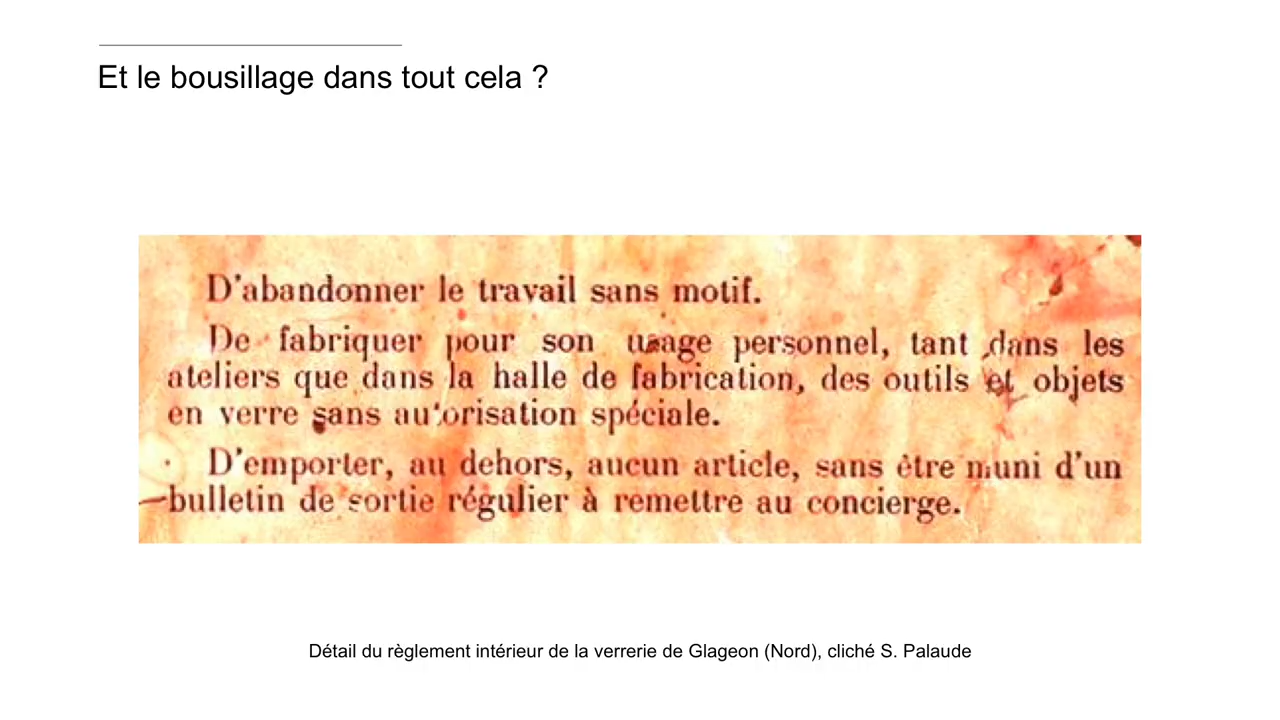 Et le bousillage dans tout cela ?
D'abandonner le travail sans motif.
De fabriquer pour son usage personnel, tant dans les
ateliers que dans la halle de fabrication, des outils et objets
en verre sans autorisation spéciale.
D'emporter, au dehors, aucun article, sans être muni d'un
bulletin de sortie régulier à remettre au concierge.
Détail du règlement intérieur de la verrerie de Glageon (Nord), cliché S. Palaude